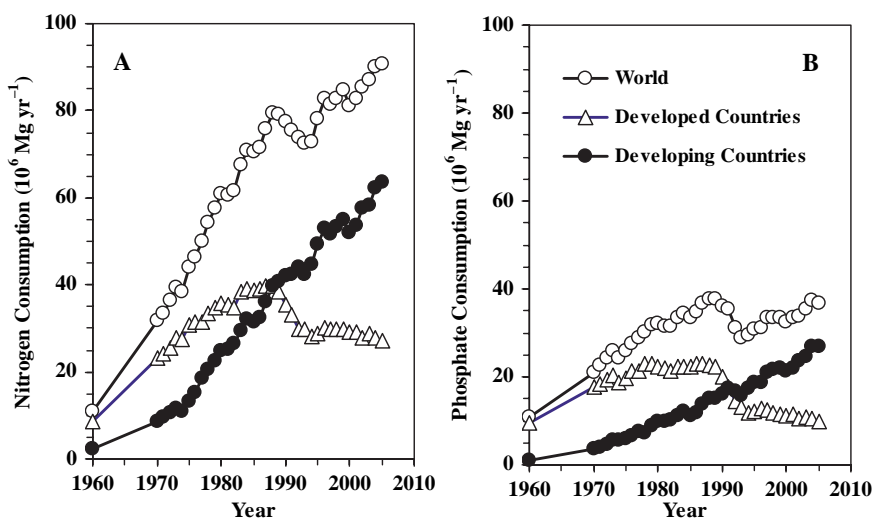 A
Nitrogen Consumption (10⁶ Mg yr⁻¹)
100
80
60
40
20
0
1960 1970 1980 1990 2000 2010
Year
B
World
Developed Countries
Developing Countries
Phosphate Consumption (10⁶ Mg yr⁻¹)
100
80
60
40
20
0
1960 1970 1980 1990 2000 2010
Year